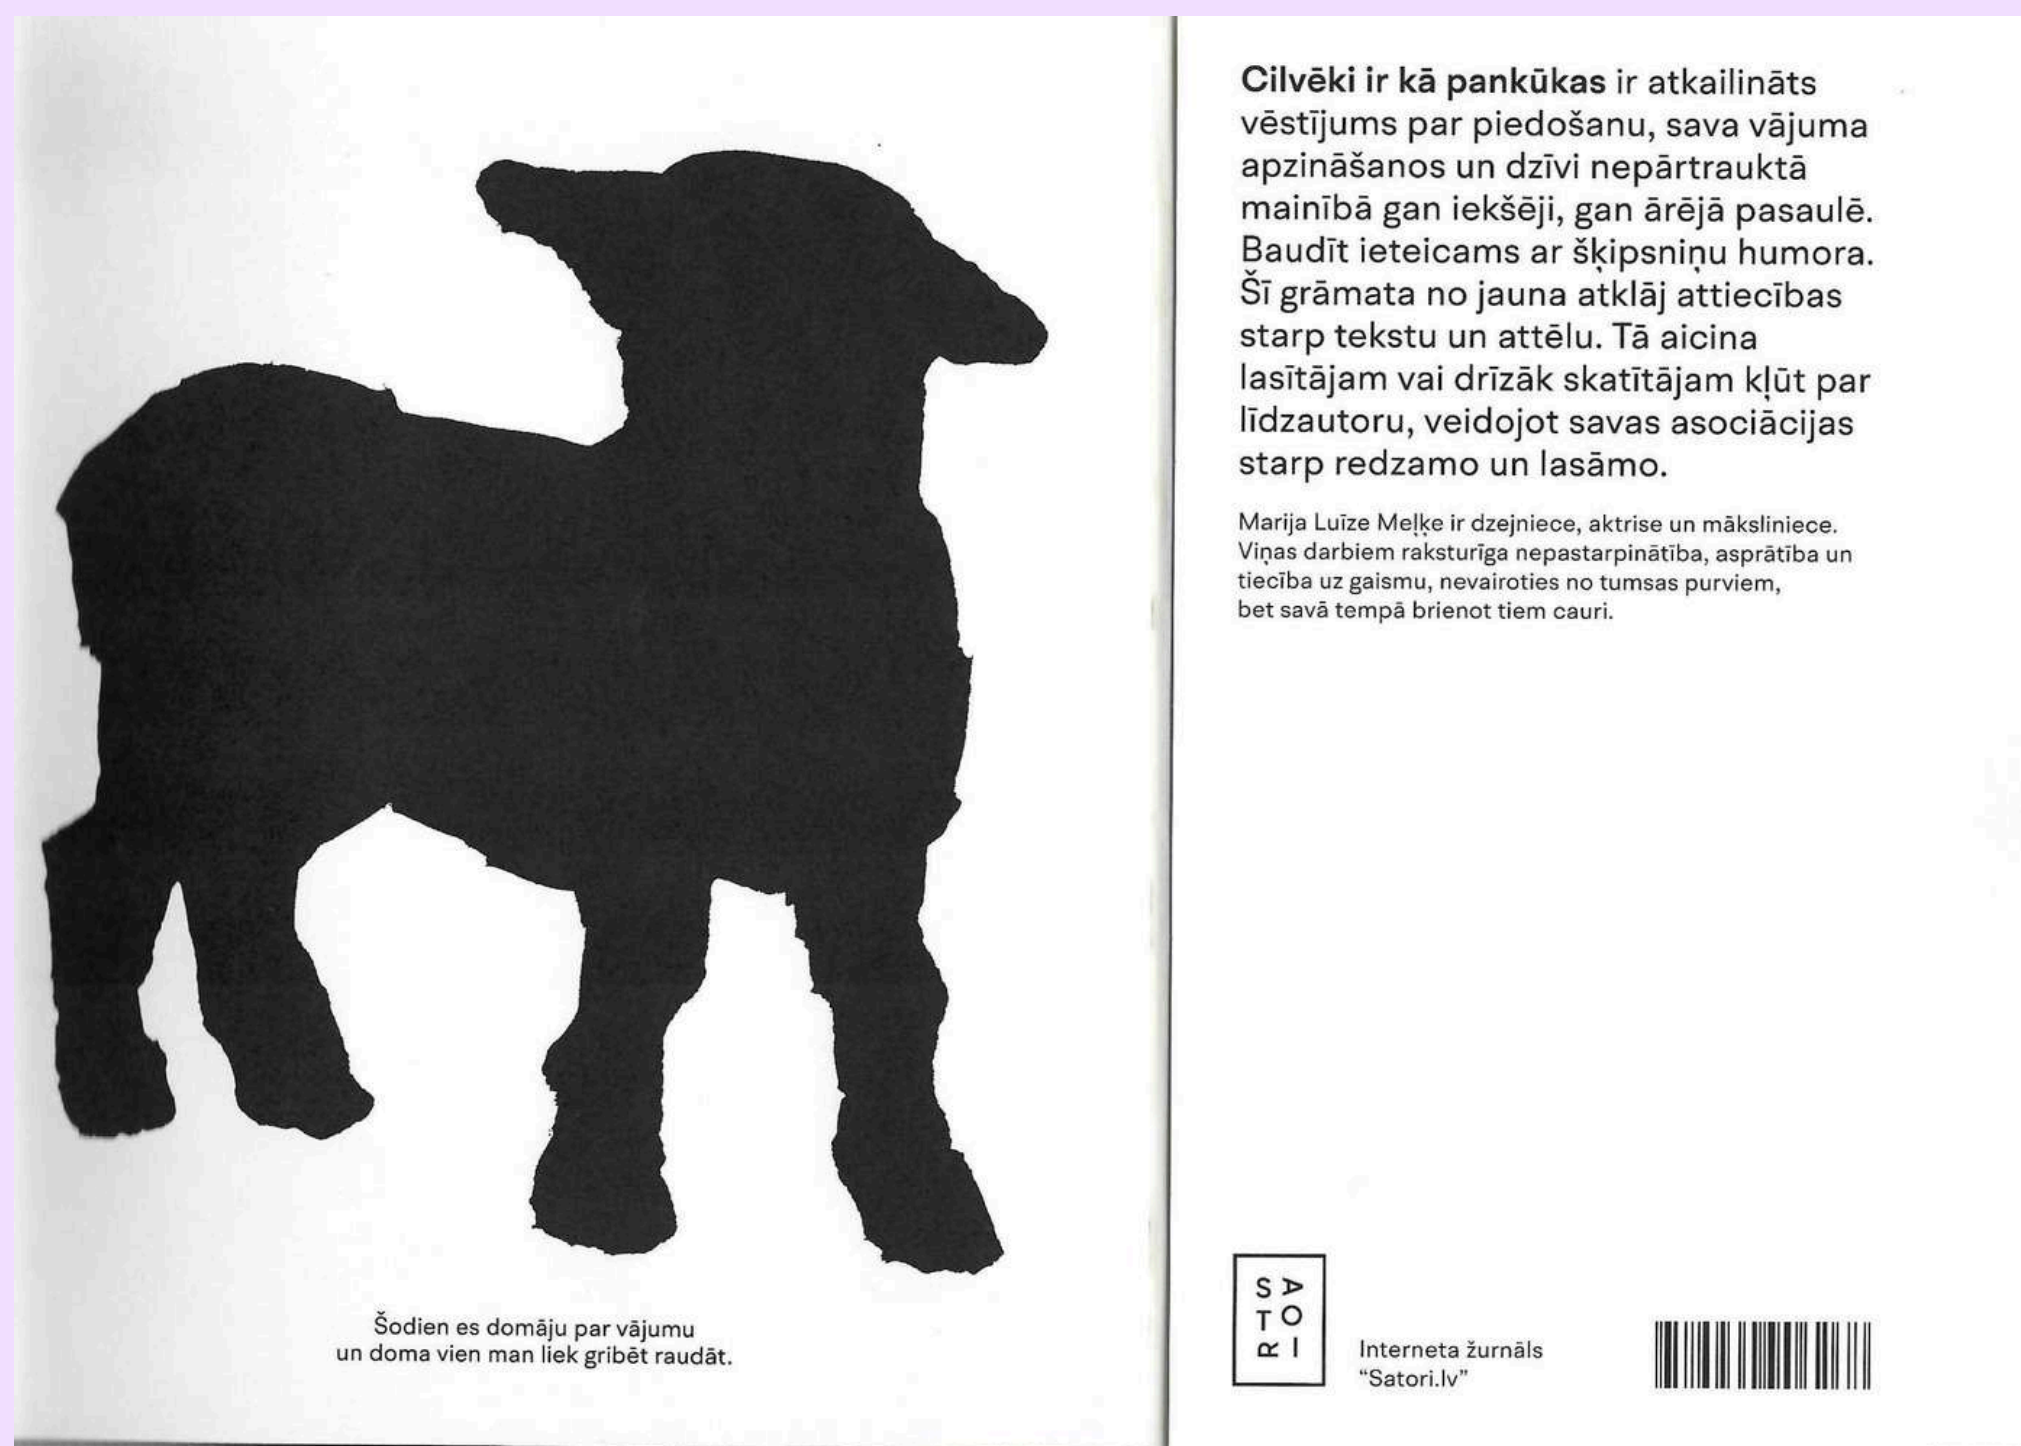 Šodien es domāju par vājumu
un doma vien man liek gribēt raudāt.
Cilvēki ir kā pankūkas ir atkailināts
vēstījums par piedošanu, sava vājuma
apzināšanos un dzīvi nepārtrauktā
mainībā gan iekšēji, gan ārējā pasaulē.
Baudīt ieteicams ar šķipsniņu humora.
Šī grāmata no jauna atklāj attiecības
starp tekstu un attēlu. Tā aicina
lasītājam vai drīzāk skatītājam kļūt par
līdzautoru, veidojot savas asociācijas
starp redzamo un lasāmo.
Marija Luīze Meļķe ir dzejniece, aktrise un māksliniece.
Viņas darbiem raksturīga nepastarpinātība, asprātība un
tiecība uz gaismu, nevairoties no tumsas purviem,
bet savā tempā brienot tiem cauri.
SATORI
Interneta žurnāls
“Satori.lv”